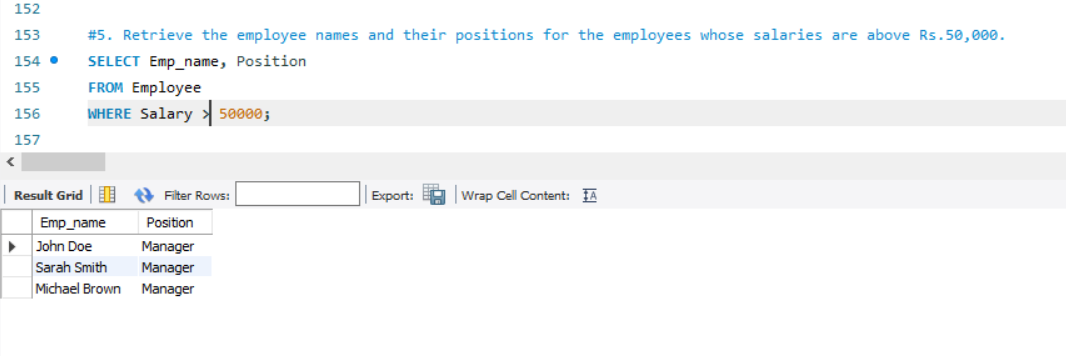 152
153 #5. Retrieve the employee names and their positions for the employees whose salaries are above Rs.50,000.
154 SELECT Emp_name, Position
155 FROM Employee
156 WHERE Salary > 50000;
157
Result Grid Filter Rows: Export: Wrap Cell Content: IA
Emp_name Position
John Doe Manager
Sarah Smith Manager
Michael Brown Manager